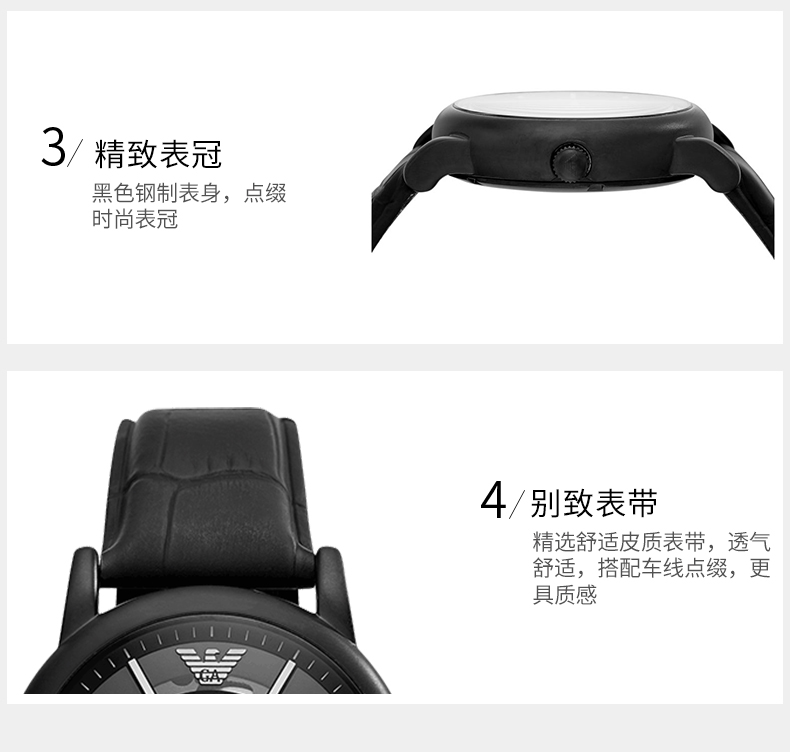 3/ 精致表冠
黑色钢制表身，点缀
时尚表冠
4/ 别致表带
精选舒适皮质表带，透气
舒适，搭配车线点缀，更
具质感
GA